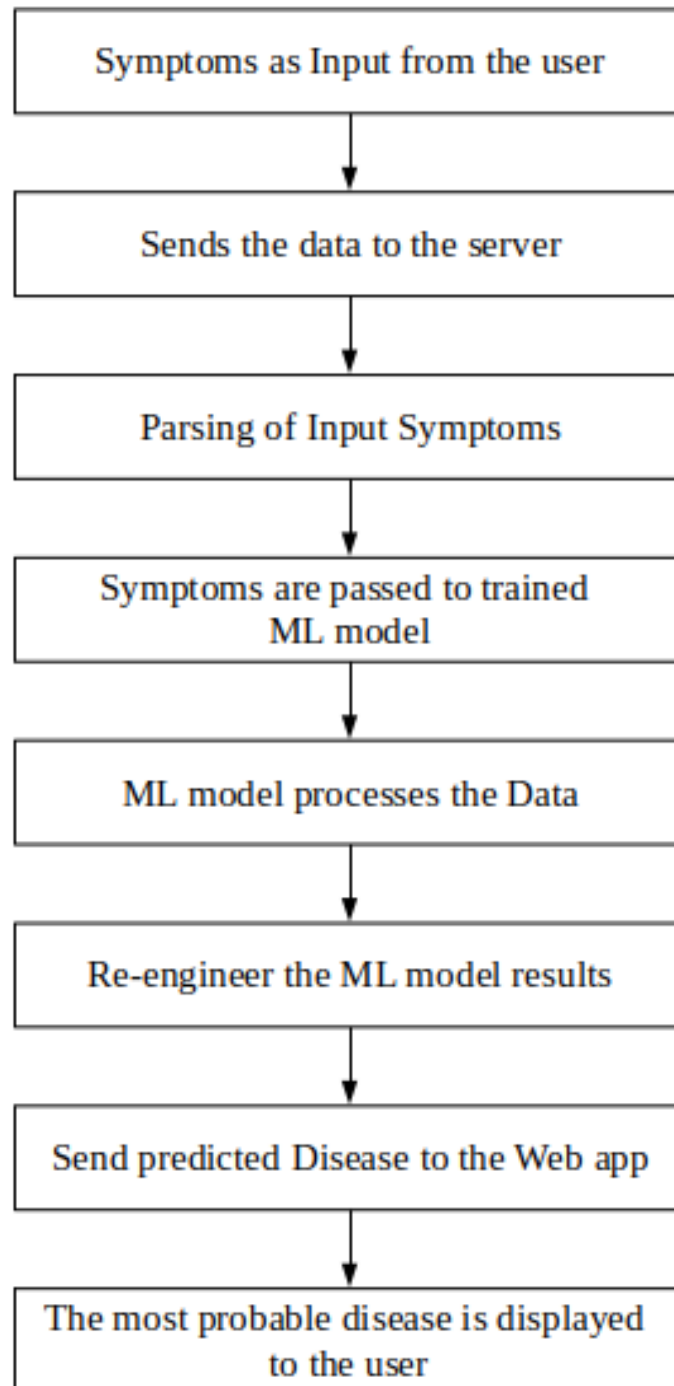 Symptoms as Input from the user
Sends the data to the server
Parsing of Input Symptoms
Symptoms are passed to trained
ML model
ML model processes the Data
Re-engineer the ML model results
Send predicted Disease to the Web app
The most probable disease is displayed
to the user